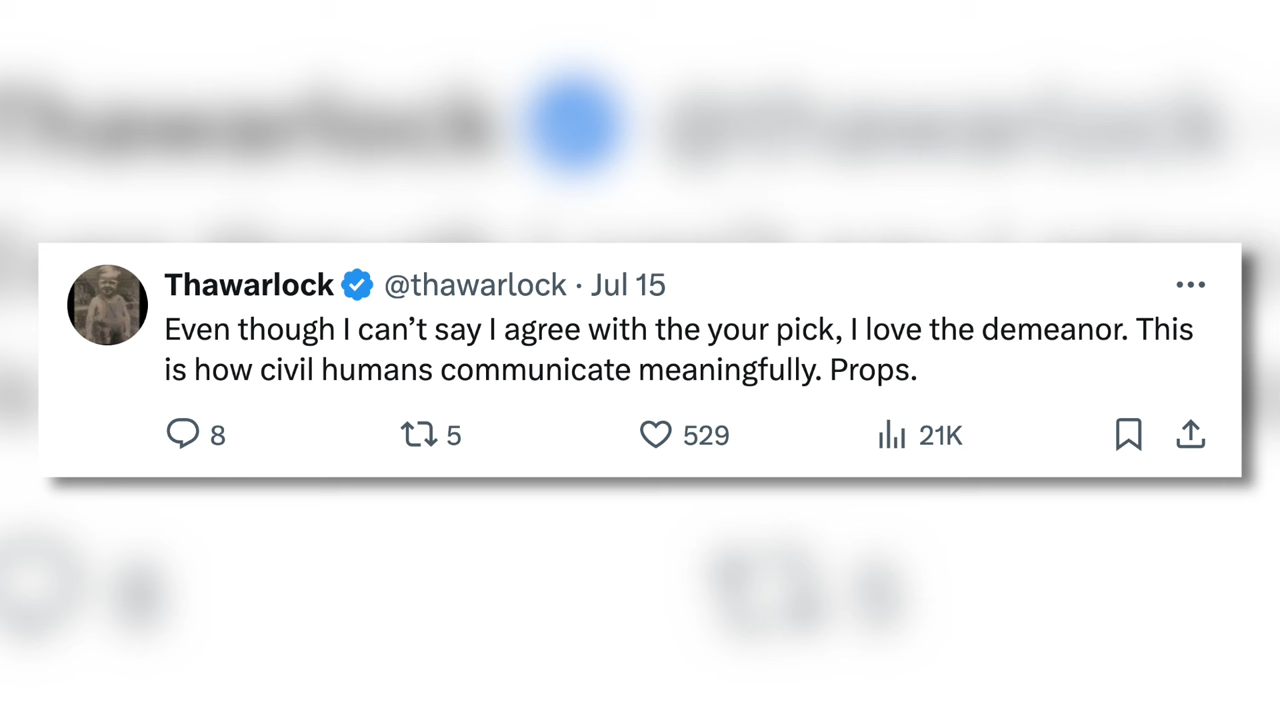 Thawarlock @thawarlock · Jul 15
Even though I can’t say I agree with the your pick, I love the demeanor. This
is how civil humans communicate meaningfully. Props.
8 5 529 21K